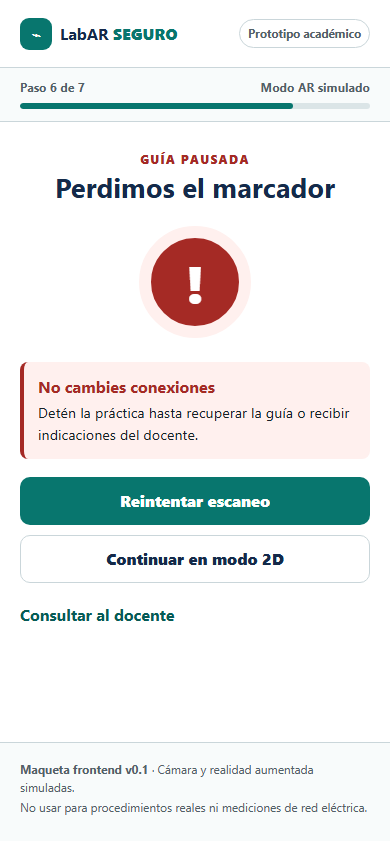 LabAR SEGURO
Prototipo académico
Paso 6 de 7
Modo AR simulado
GUÍA PAUSADA
Perdimos el marcador
!
No cambies conexiones
Detén la práctica hasta recuperar la guía o recibir
indicaciones del docente.
Reintentar escaneo
Continuar en modo 2D
Consultar al docente
Maqueta frontend v0.1 · Cámara y realidad aumentada
simuladas.
No usar para procedimientos reales ni mediciones de red eléctrica.